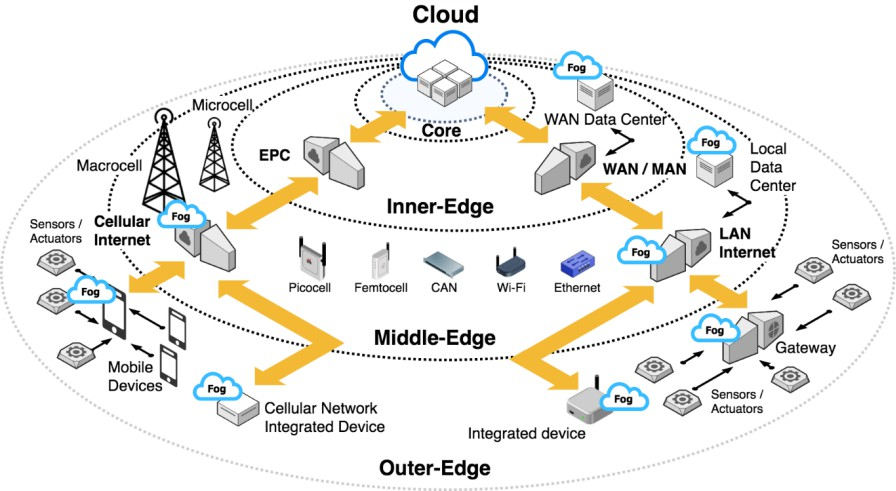 Cloud
Fog
Microcell
Core
WAN Data Center
Fog
Local
Data
Center
Macrocell
EPC
WAN / MAN
Fog
Inner-Edge
Cellular
Internet
LAN
Internet
Sensors /
Actuators
Fog
Sensors /
Actuators
Picocell
Femtocell
CAN
Wi-Fi
Ethernet
Fog
Fog
Middle-Edge
Gateway
Mobile
Devices
Fog
Fog
Sensors /
Actuators
Cellular Network
Integrated Device
Integrated device
Outer-Edge